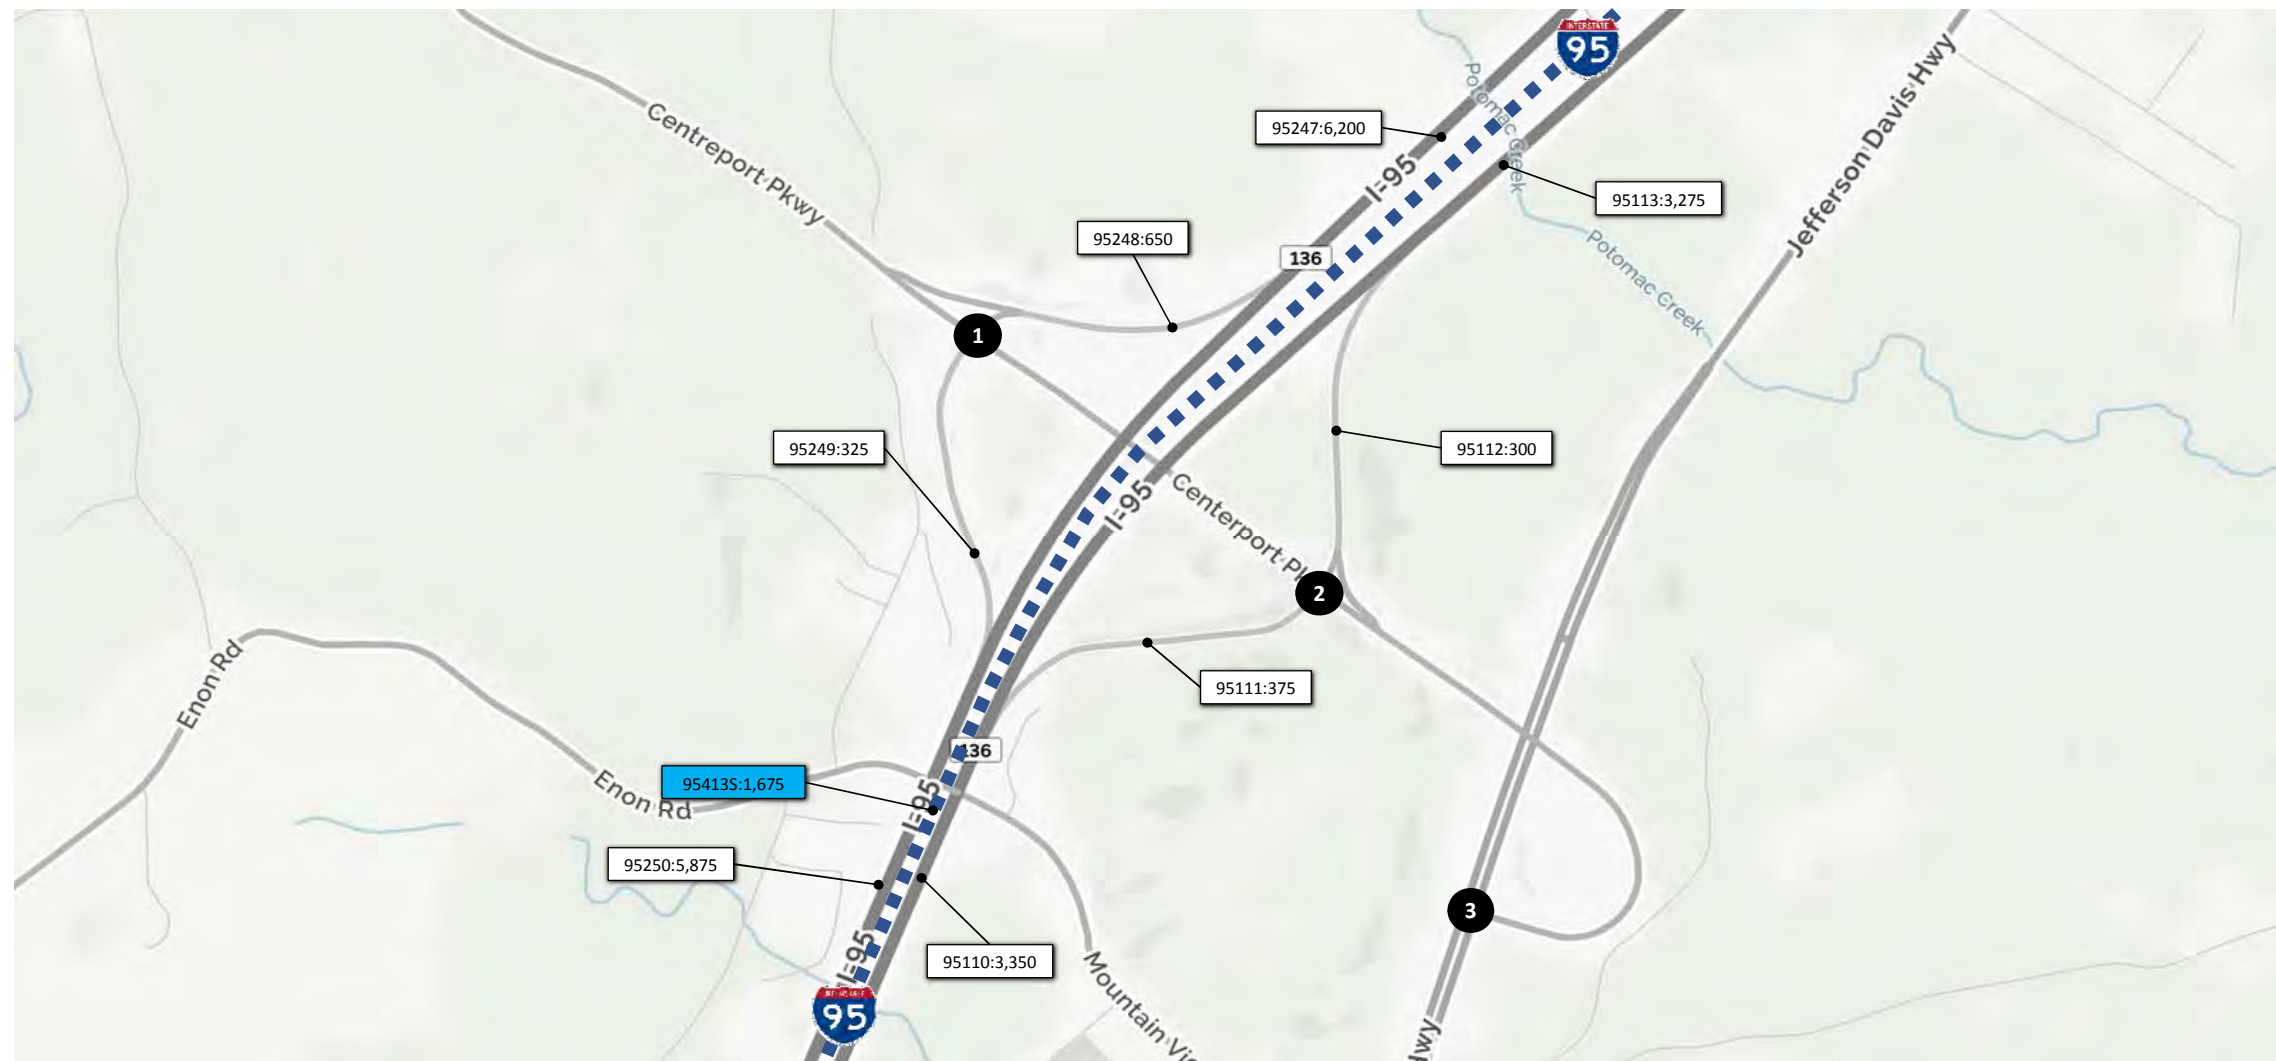 INTERSTATE
95
Centreport Pkwy
Potomac Creek
Jefferson Davis Hwy
95247:6,200
I-95
95113:3,275
95248:650
136
Potomac Creek
1
95249:325
95112:300
I-95
Centerport
2
Enon Rd
95111:375
136
95413S:1,675
Enon Rd
I-95
95250:5,875
3
I-95
95110:3,350
Mountain
95
Hwy